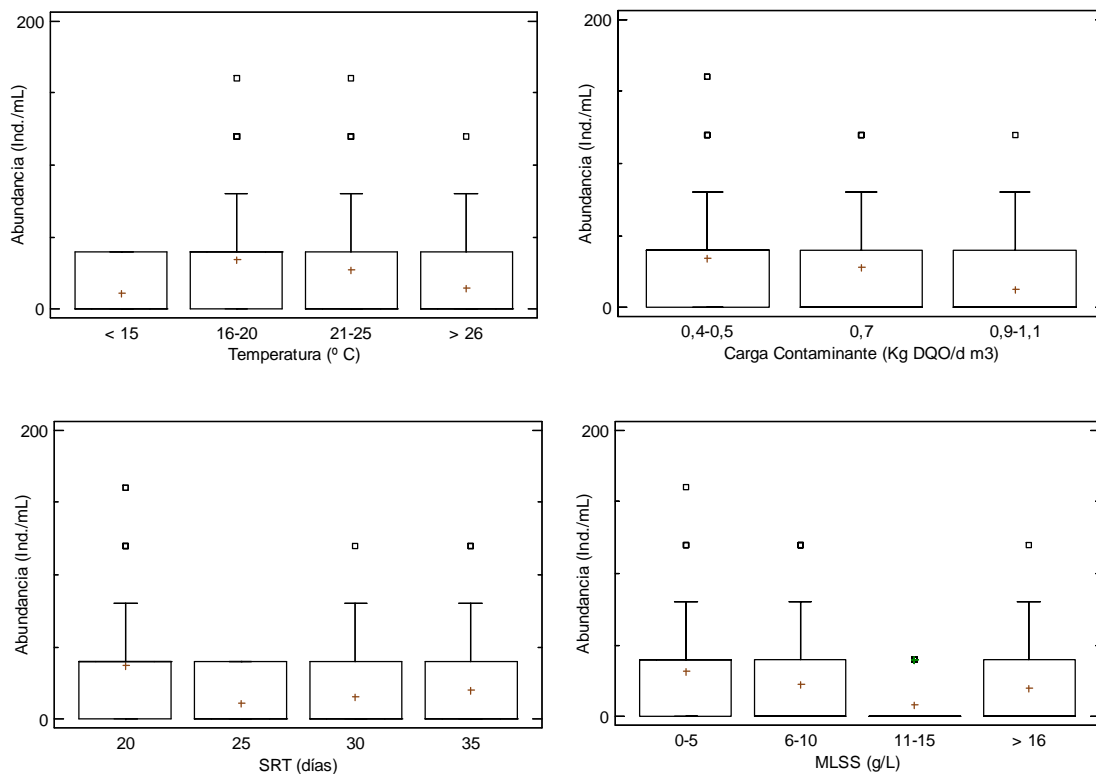 200
Abundancia (Ind./mL)
0
< 15 16-20 21-25 > 26
Temperatura (º C)
200
Abundancia (Ind./mL)
0
0,4-0,5 0,7 0,9-1,1
Carga Contaminante (Kg DQO/d m3)
200
Abundancia (Ind./mL)
0
20 25 30 35
SRT (días)
200
Abundancia (Ind./mL)
0
0-5 6-10 11-15 > 16
MLSS (g/L)